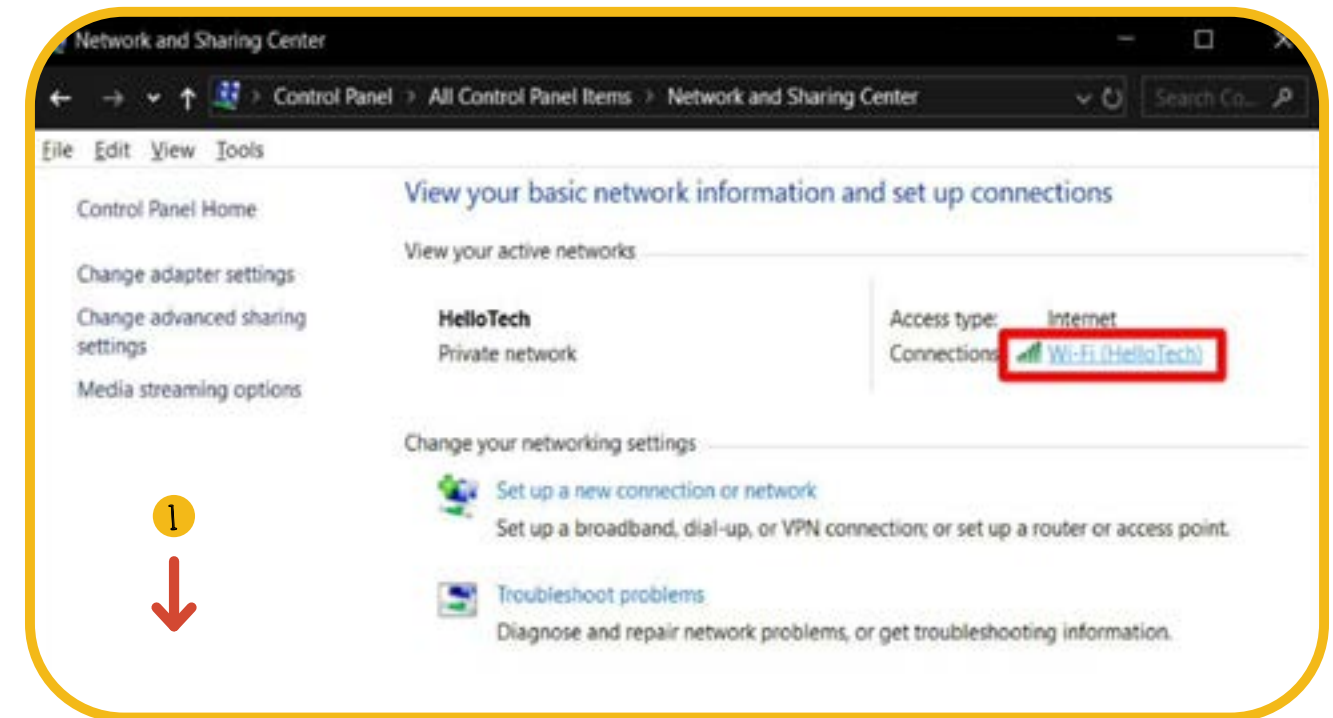 Network and Sharing Center
Control Panel > All Control Panel Items > Network and Sharing Center
Search Co...
File Edit View Tools
Control Panel Home
Change adapter settings
Change advanced sharing
settings
Media streaming options
View your basic network information and set up connections
View your active networks
HelloTech
Private network
Access type: Internet
Connections Wi-Fi (HelloTech)
Change your networking settings
Set up a new connection or network
Set up a broadband, dial-up, or VPN connection; or set up a router or access point.
Troubleshoot problems
Diagnose and repair network problems, or get troubleshooting information.
1